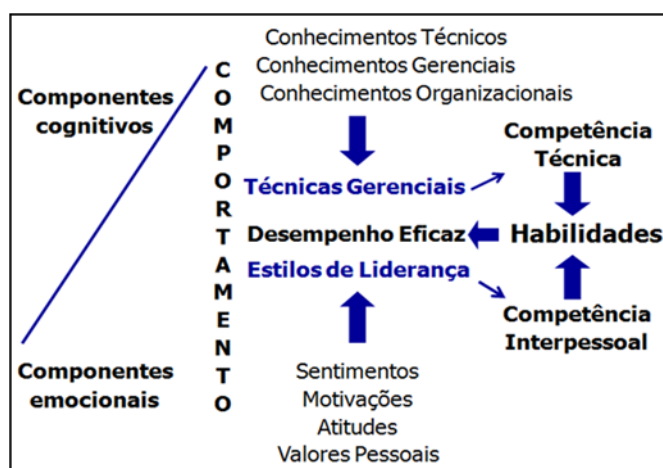 Conhecimentos Técnicos
Conhecimentos Gerenciais
Conhecimentos Organizacionais
Componentes
cognitivos
COMPORTAMENTO
Competência
Técnica
Técnicas Gerenciais
Desempenho Eficaz
Habilidades
Estilos de Liderança
Competência
Interpessoal
Componentes
emocionais
Sentimentos
Motivações
Atitudes
Valores Pessoais